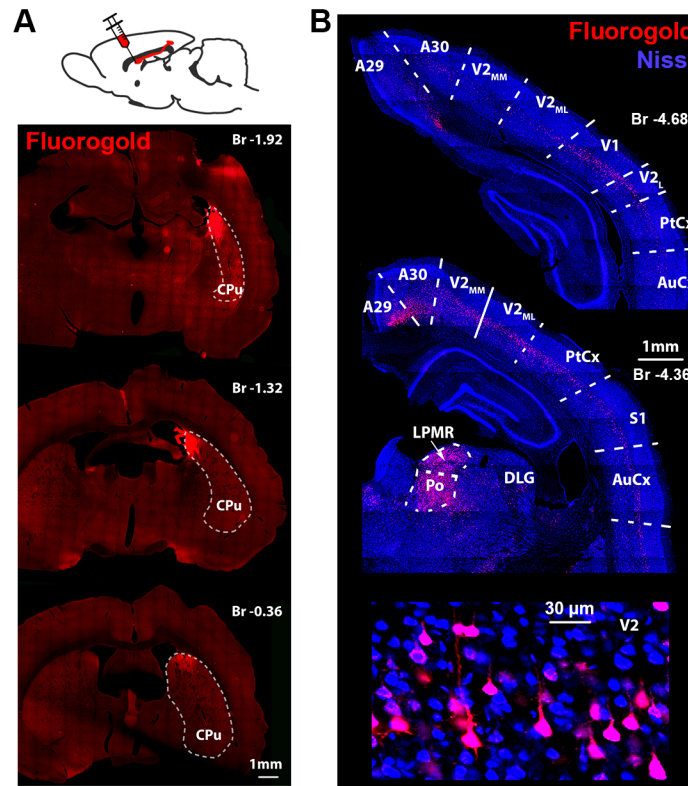 A
Fluorogold
Br -1.92
CPu
Br -1.32
CPu
Br -0.36
CPu
1mm
B
Fluorogold
Niss
Br -4.68
A30
A29
V2MM
V2ML
V1
V2L
PtCx
AuCx
1mm
Br -4.36
A30
A29
V2MM
V2ML
PtCx
S1
LPMR
Po
DLG
AuCx
30 µm
V2